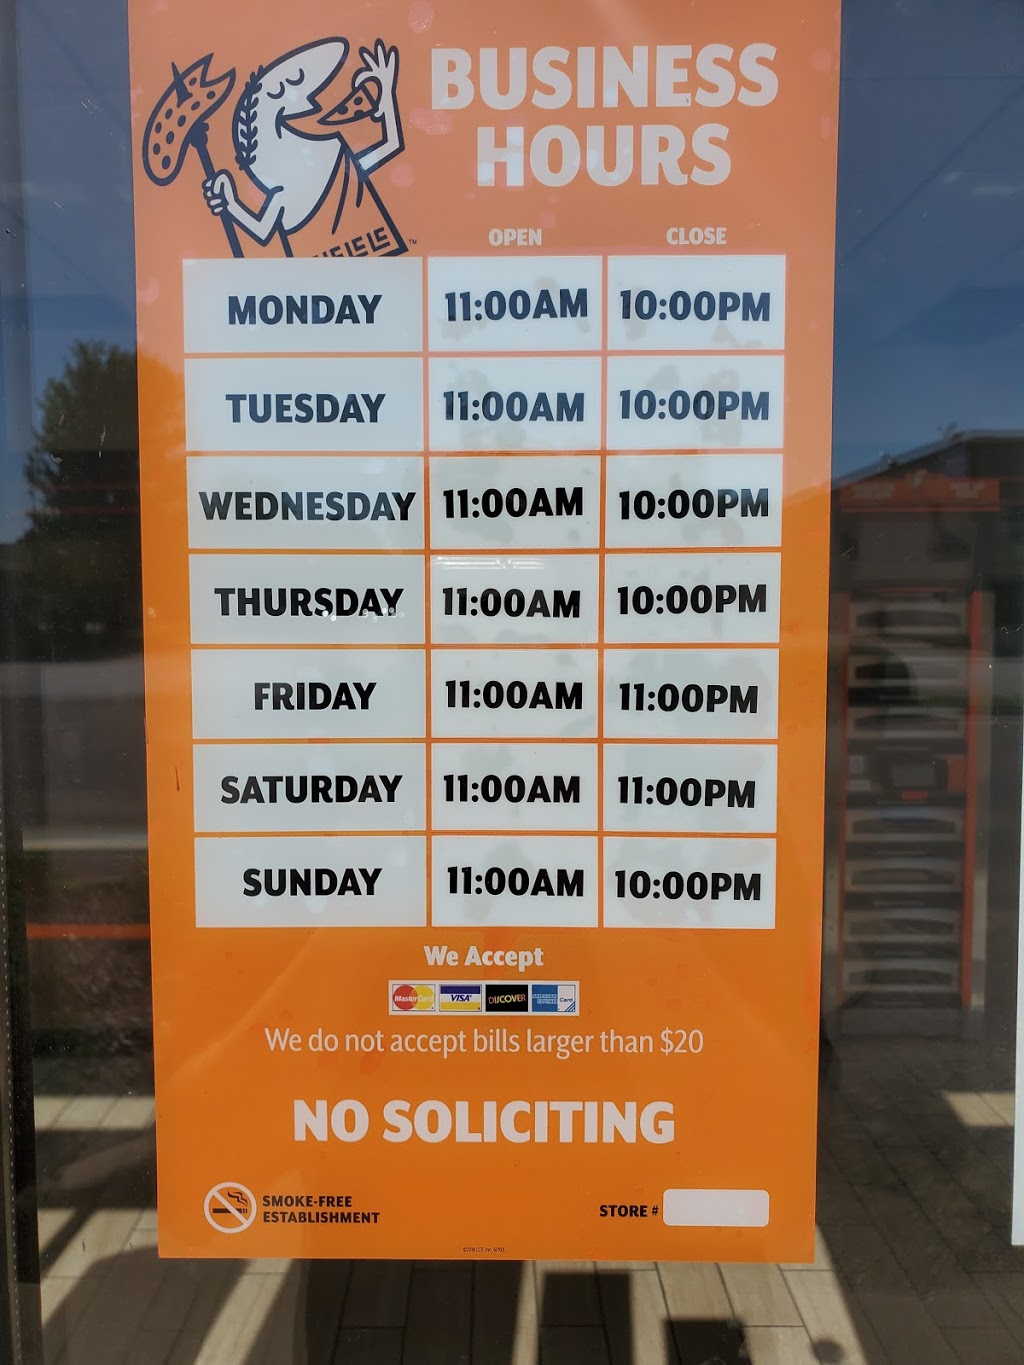 BUSINESS
HOURS
OPEN CLOSE
MONDAY 11:00AM 10:00PM
TUESDAY 11:00AM 10:00PM
WEDNESDAY 11:00AM 10:00PM
THURSDAY 11:00AM 10:00PM
FRIDAY 11:00AM 11:00PM
SATURDAY 11:00AM 11:00PM
SUNDAY 11:00AM 10:00PM
We Accept
MasterCard VISA DISCOVER AMERICAN EXPRESS Card
We do not accept bills larger than $20
NO SOLICITING
SMOKE-FREE
ESTABLISHMENT
STORE #